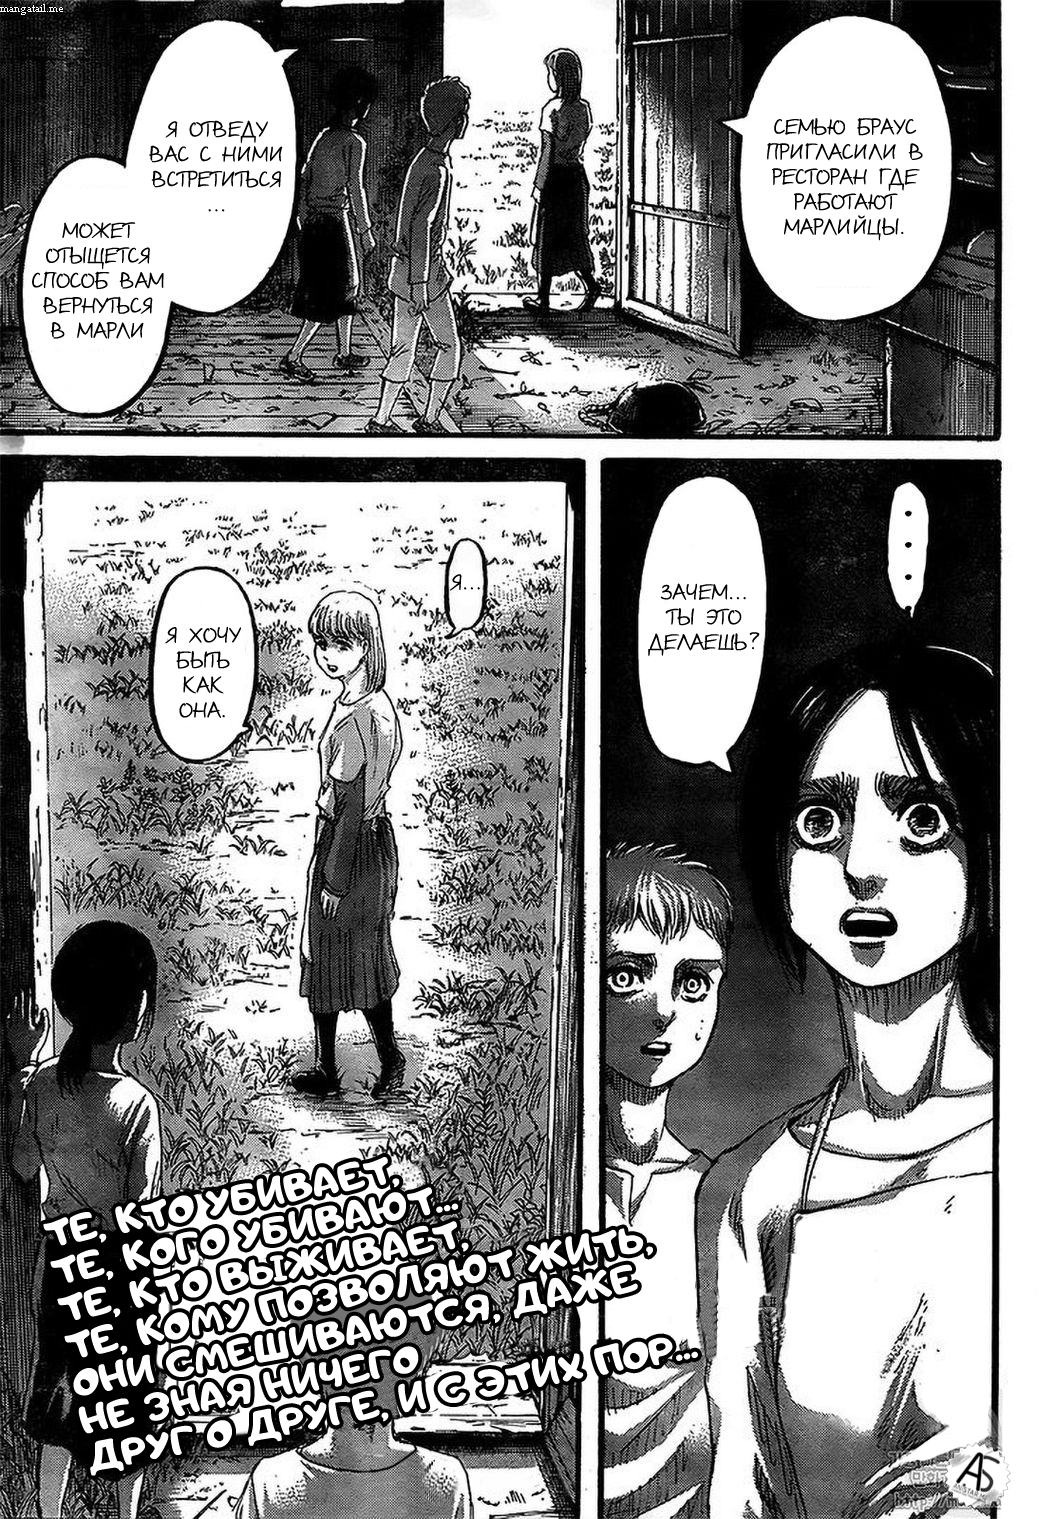 mangatail.me
СЕМЬЮ БРАУС
ПРИГЛАСИЛИ В
РЕСТОРАН ГДЕ
РАБОТАЮТ
МАРЛИЙЦЫ.
Я ОТВЕДУ
ВАС С НИМИ
ВСТРЕТИТЬСЯ
...
МОЖЕТ
ОТЫЩЕТСЯ
СПОСОБ ВАМ
ВЕРНУТЬСЯ
В МАРЛИ
...
ЗАЧЕМ...
ТЫ ЭТО
ДЕЛАЕШЬ?
Я...
Я ХОЧУ
БЫТЬ
КАК
ОНА.
ТЕ, КТО УБИВАЕТ,
ТЕ, КОГО УБИВАЮТ...
ТЕ, КТО ВЫЖИВАЕТ,
ТЕ, КОМУ ПОЗВОЛЯЮТ ЖИТЬ,
ОНИ СМЕШИВАЮТСЯ, ДАЖЕ
НЕ ЗНАЯ НИЧЕГО
ДРУГ О ДРУГЕ, И С ЭТИХ ПОР...
AS